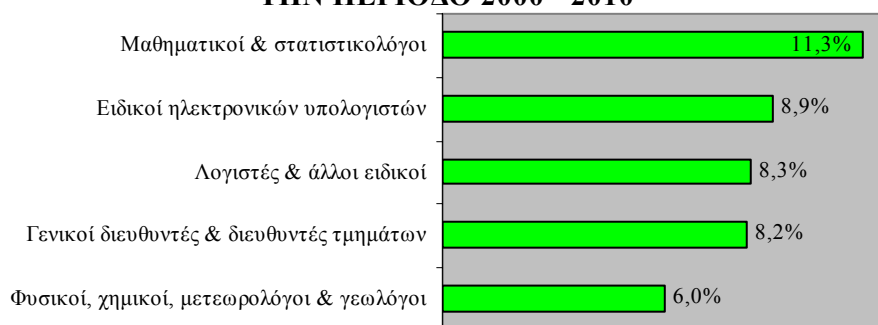 Μαθηματικοί & στατιστικολόγοι 11,3%
Ειδικοί ηλεκτρονικών υπολογιστών 8,9%
Λογιστές & άλλοι ειδικοί 8,3%
Γενικοί διευθυντές & διευθυντές τμημάτων 8,2%
Φυσικοί, χημικοί, μετεωρολόγοι & γεωλόγοι 6,0%